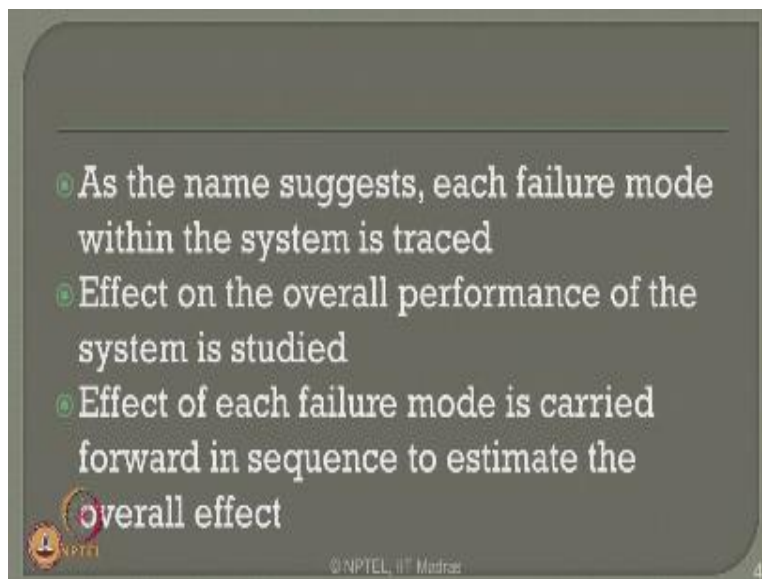 As the name suggests, each failure mode
within the system is traced
Effect on the overall performance of the
system is studied
Effect of each failure mode is carried
forward in sequence to estimate the
overall effect
NPTEL
© NPTEL, IIT Madras
4